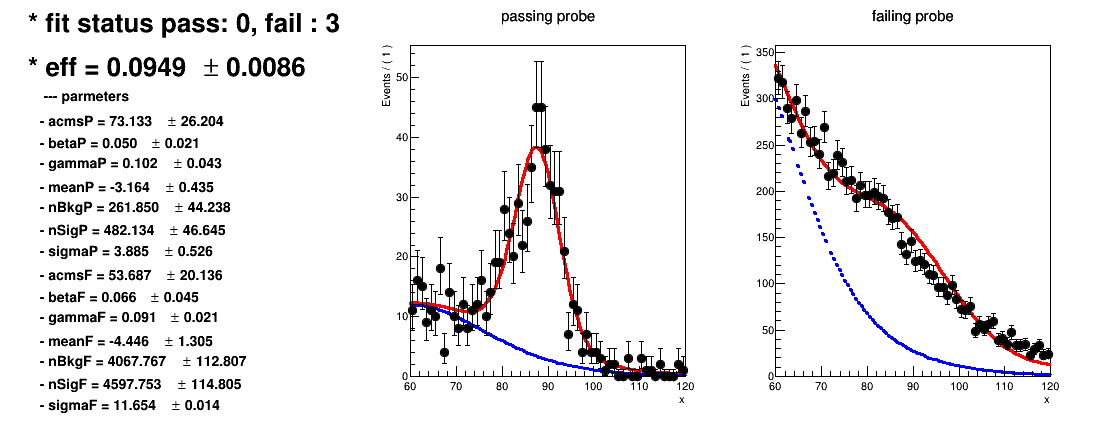 * fit status pass: 0, fail : 3
* eff = 0.0949 ± 0.0086
--- parmeters
- acmsP = 73.133 ± 26.204
- betaP = 0.050 ± 0.021
- gammaP = 0.102 ± 0.043
- meanP = -3.164 ± 0.435
- nBkgP = 261.850 ± 44.238
- nSigP = 482.134 ± 46.645
- sigmaP = 3.885 ± 0.526
- acmsF = 53.687 ± 20.136
- betaF = 0.066 ± 0.045
- gammaF = 0.091 ± 0.021
- meanF = -4.446 ± 1.305
- nBkgF = 4067.767 ± 112.807
- nSigF = 4597.753 ± 114.805
- sigmaF = 11.654 ± 0.014
passing probe
Events / ( 1 )
50
40
30
20
10
0
60 70 80 90 100 110 120
x
failing probe
Events / ( 1 )
350
300
250
200
150
100
50
0
60 70 80 90 100 110 120
x